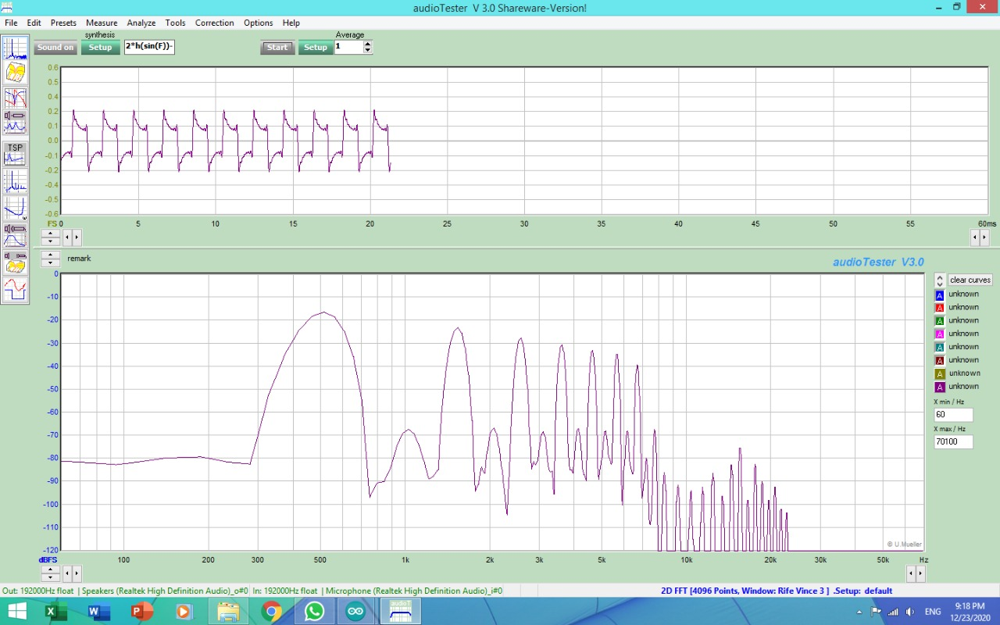 audioTester V 3.0 Shareware-Version!
File Edit Presets Measure Analyze Tools Correction Options Help
synthesis
Average
Sound on Setup 2*h(sin(F))- Start Setup 1
TSP
0.6
0.5
0.4
0.3
0.2
0.1
0.0
-0.1
-0.2
-0.3
-0.4
-0.5
-0.6
FS 0 5 10 15 20 25 30 35 40 45 50 55 60ms
remark
audioTester V3.0
clear curves
A unknown
A unknown
A unknown
A unknown
A unknown
A unknown
A unknown
A unknown
X min / Hz
60
X max / Hz
70100
0
-10
-20
-30
-40
-50
-60
-70
-80
-90
-100
-110
-120
© U.Mueller
dBFS 100 200 300 500 1k 2k 3k 5k 10k 20k 30k 50k Hz
Out: 192000Hz float | Speakers (Realtek High Definition Audio)_o#0 In: 192000Hz float | Microphone (Realtek High Definition Audio)_i#0
2D FFT [4096 Points, Window: Rife Vince 3 ] .Setup: default
audioT
ENG
9:18 PM
12/23/2020